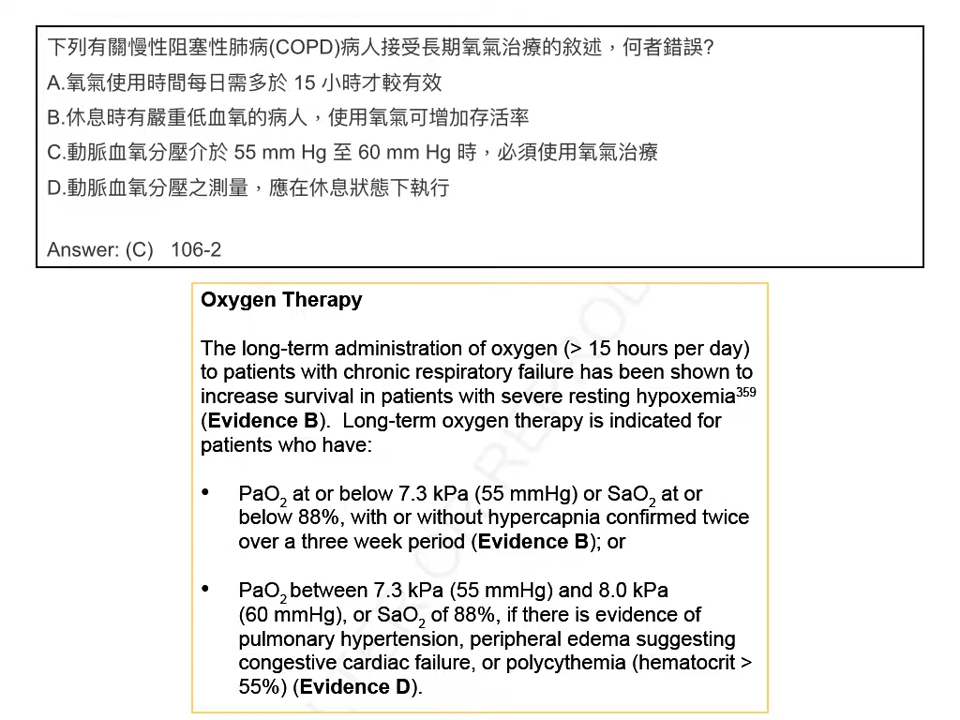 下列有關慢性阻塞性肺病(COPD)病人接受長期氧氣治療的敘述，何者錯誤?
A.氧氣使用時間每日需多於 15 小時才較有效
B.休息時有嚴重低血氧的病人，使用氧氣可增加存活率
C.動脈血氧分壓介於 55 mm Hg 至 60 mm Hg 時，必須使用氧氣治療
D.動脈血氧分壓之測量，應在休息狀態下執行
Answer: (C) 106-2
Oxygen Therapy
The long-term administration of oxygen (> 15 hours per day)
to patients with chronic respiratory failure has been shown to
increase survival in patients with severe resting hypoxemia³⁵⁹
(Evidence B). Long-term oxygen therapy is indicated for
patients who have:
• PaO₂ at or below 7.3 kPa (55 mmHg) or SaO₂ at or
below 88%, with or without hypercapnia confirmed twice
over a three week period (Evidence B); or
• PaO₂ between 7.3 kPa (55 mmHg) and 8.0 kPa
(60 mmHg), or SaO₂ of 88%, if there is evidence of
pulmonary hypertension, peripheral edema suggesting
congestive cardiac failure, or polycythemia (hematocrit >
55%) (Evidence D).